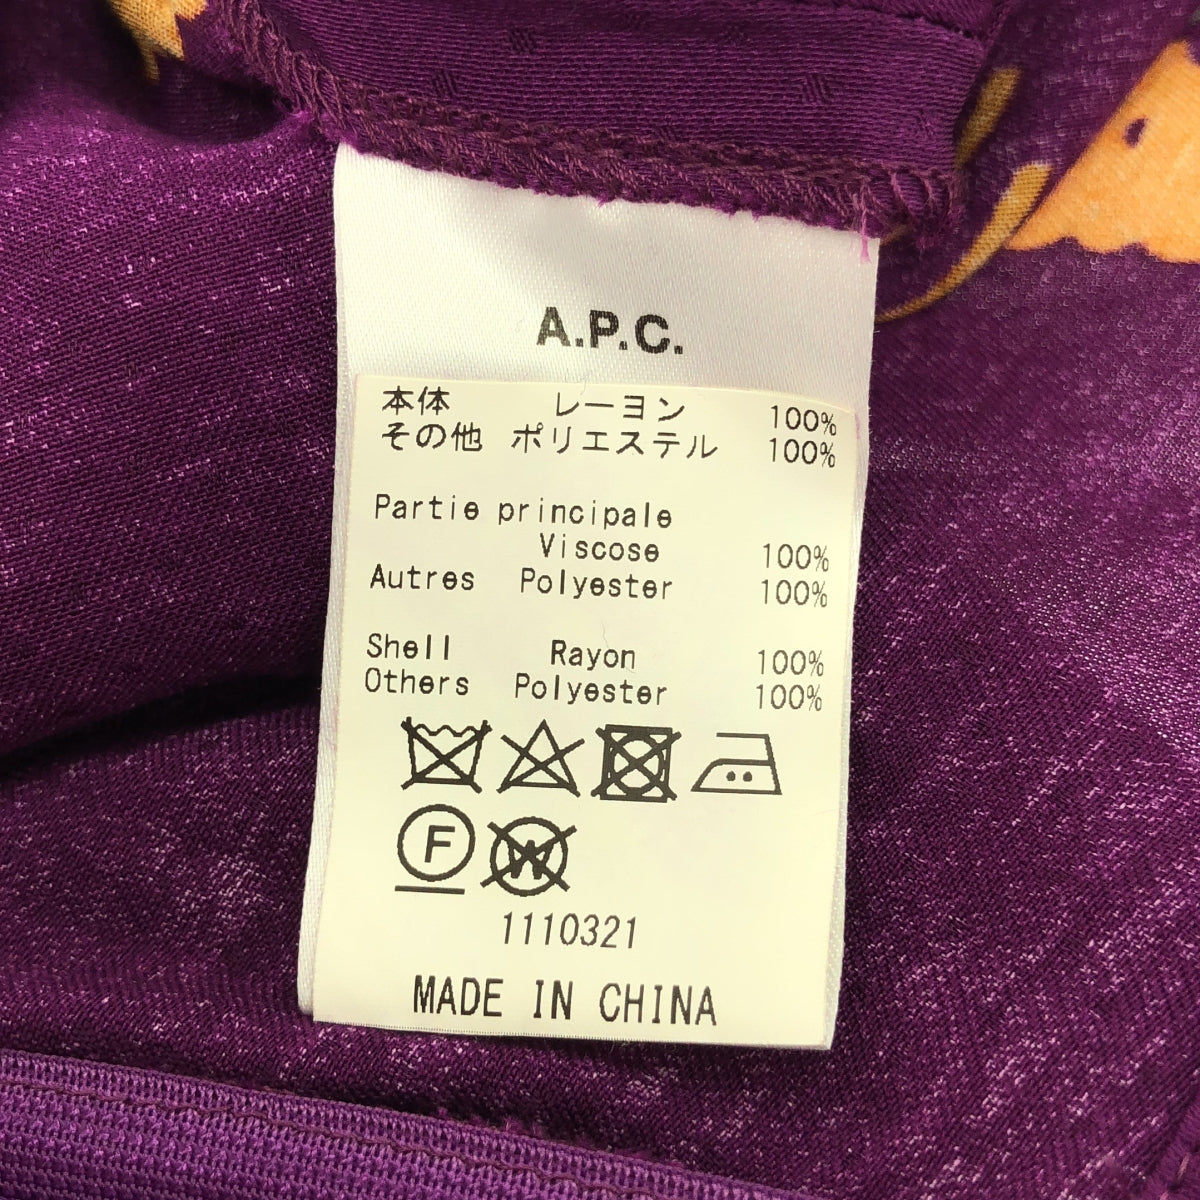 A.P.C.
本体 レーヨン 100%
その他 ポリエステル 100%
Partie principale
Viscose 100%
Autres Polyester 100%
Shell Rayon 100%
Others Polyester 100%
F W
1110321
MADE IN CHINA